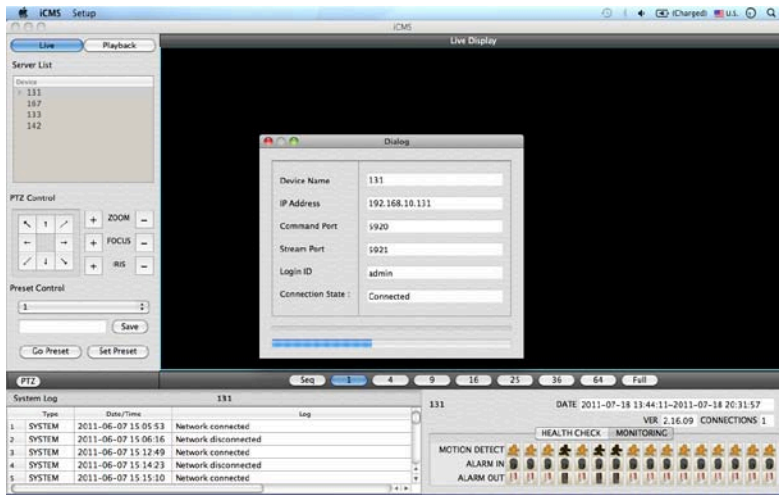 iCMS Setup (Charged) U.S.
iCMS
Live Playback
Live Display
Server List
Device
131
167
133
142
Dialog
Device Name 131
IP Address 192.168.10.131
Command Port 5920
Stream Port 5921
Login ID admin
Connection State : Connected
PTZ Control
ZOOM
FOCUS
IRIS
Preset Control
1
Save
Go Preset Set Preset
PTZ
Seq 1 4 9 16 25 36 64 Full
System Log 131
Type Date/Time Log
1 SYSTEM 2011-06-07 15:05:53 Network connected
2 SYSTEM 2011-06-07 15:06:16 Network disconnected
3 SYSTEM 2011-06-07 15:12:49 Network connected
4 SYSTEM 2011-06-07 15:14:23 Network disconnected
5 SYSTEM 2011-06-07 15:15:10 Network connected
131 DATE 2011-07-18 13:44:11~2011-07-18 20:31:57
VER 2.16.09 CONNECTIONS 1
HEALTH CHECK MONITORING
MOTION DETECT
ALARM IN
ALARM OUT